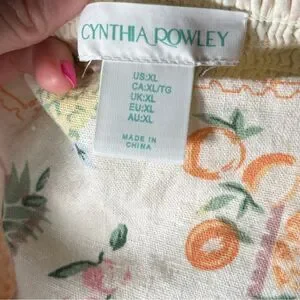 CYNTHIA ROWLEY
US:XL
CA:XL/TG
UK:XL
EU:XL
AU:XL
MADE IN
CHINA